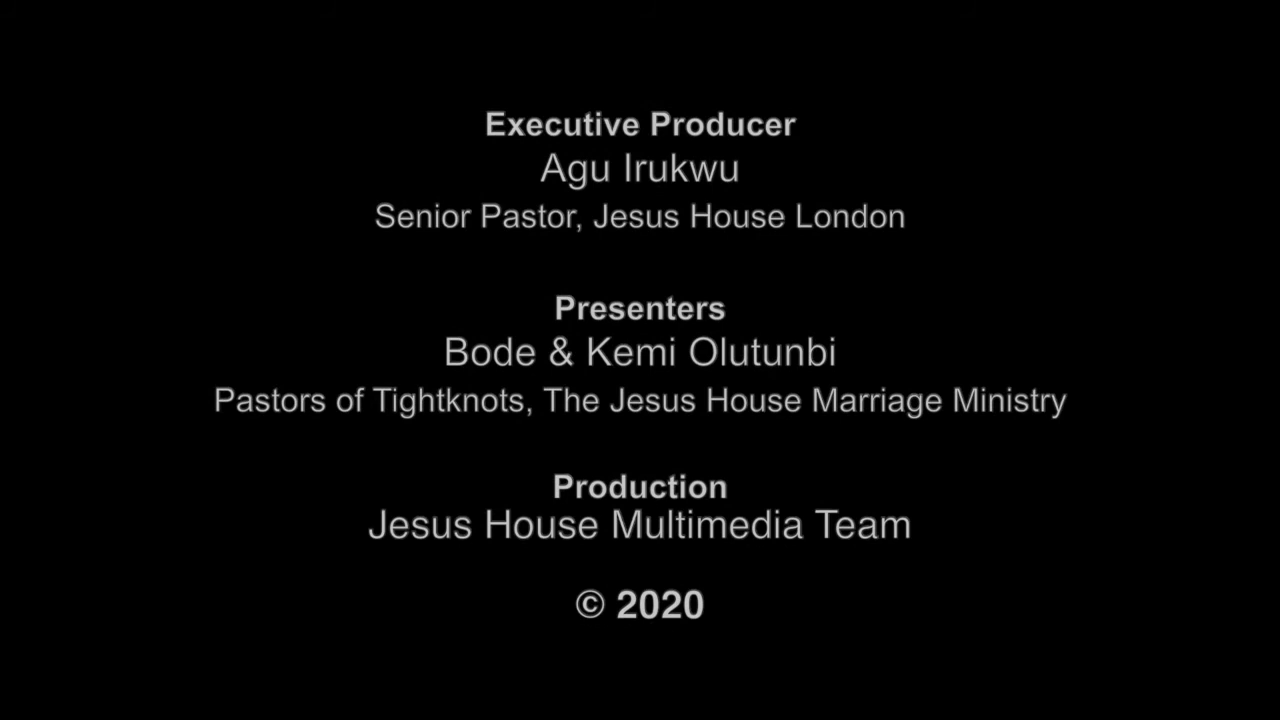 Executive Producer
Agu Irukwu
Senior Pastor, Jesus House London
Presenters
Bode & Kemi Olutunbi
Pastors of Tightknots, The Jesus House Marriage Ministry
Production
Jesus House Multimedia Team
© 2020